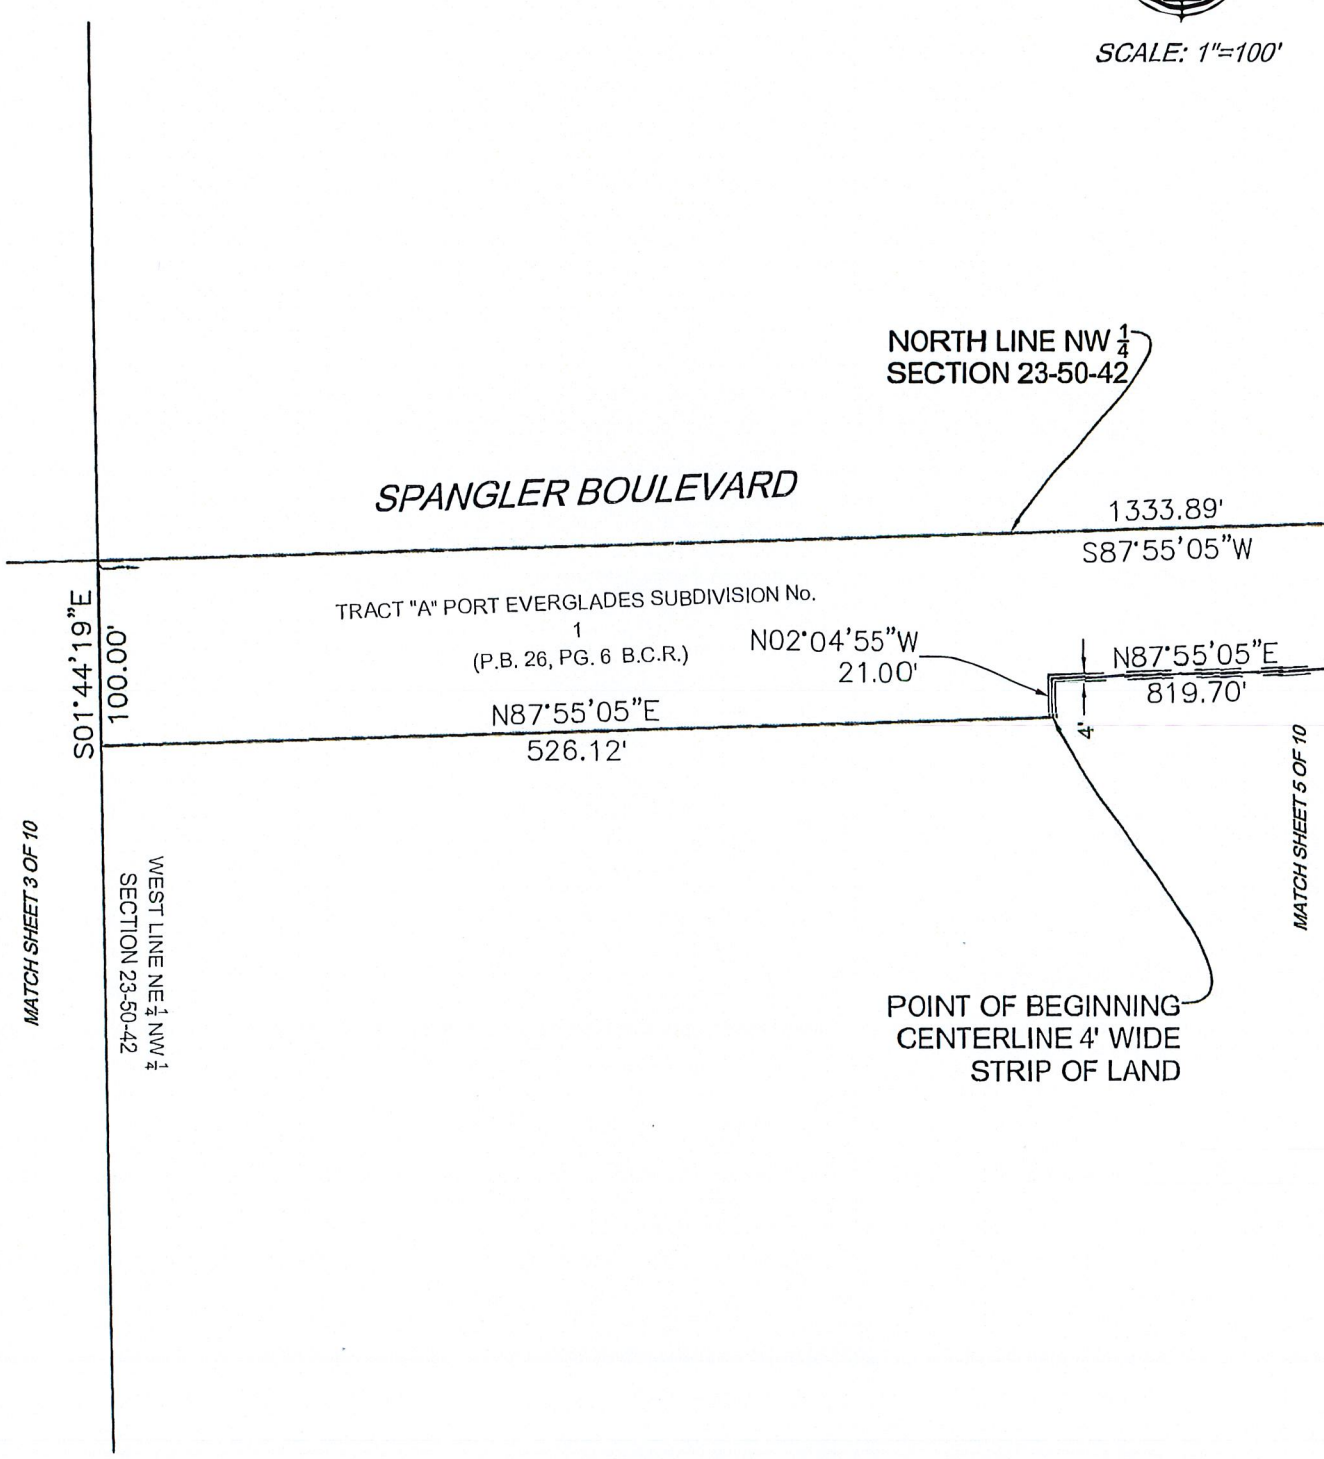 SCALE: 1"=100'
NORTH LINE NW 1/4
SECTION 23-50-42
SPANGLER BOULEVARD
1333.89'
S87°55'05"W
TRACT "A" PORT EVERGLADES SUBDIVISION No.
1
(P.B. 26, PG. 6 B.C.R.)
S01°44'19"E
100.00'
N02°04'55"W
21.00'
N87°55'05"E
819.70'
4'
N87°55'05"E
526.12'
MATCH SHEET 3 OF 10
WEST LINE NE 1/4 NW 1/4
SECTION 23-50-42
MATCH SHEET 5 OF 10
POINT OF BEGINNING
CENTERLINE 4' WIDE
STRIP OF LAND